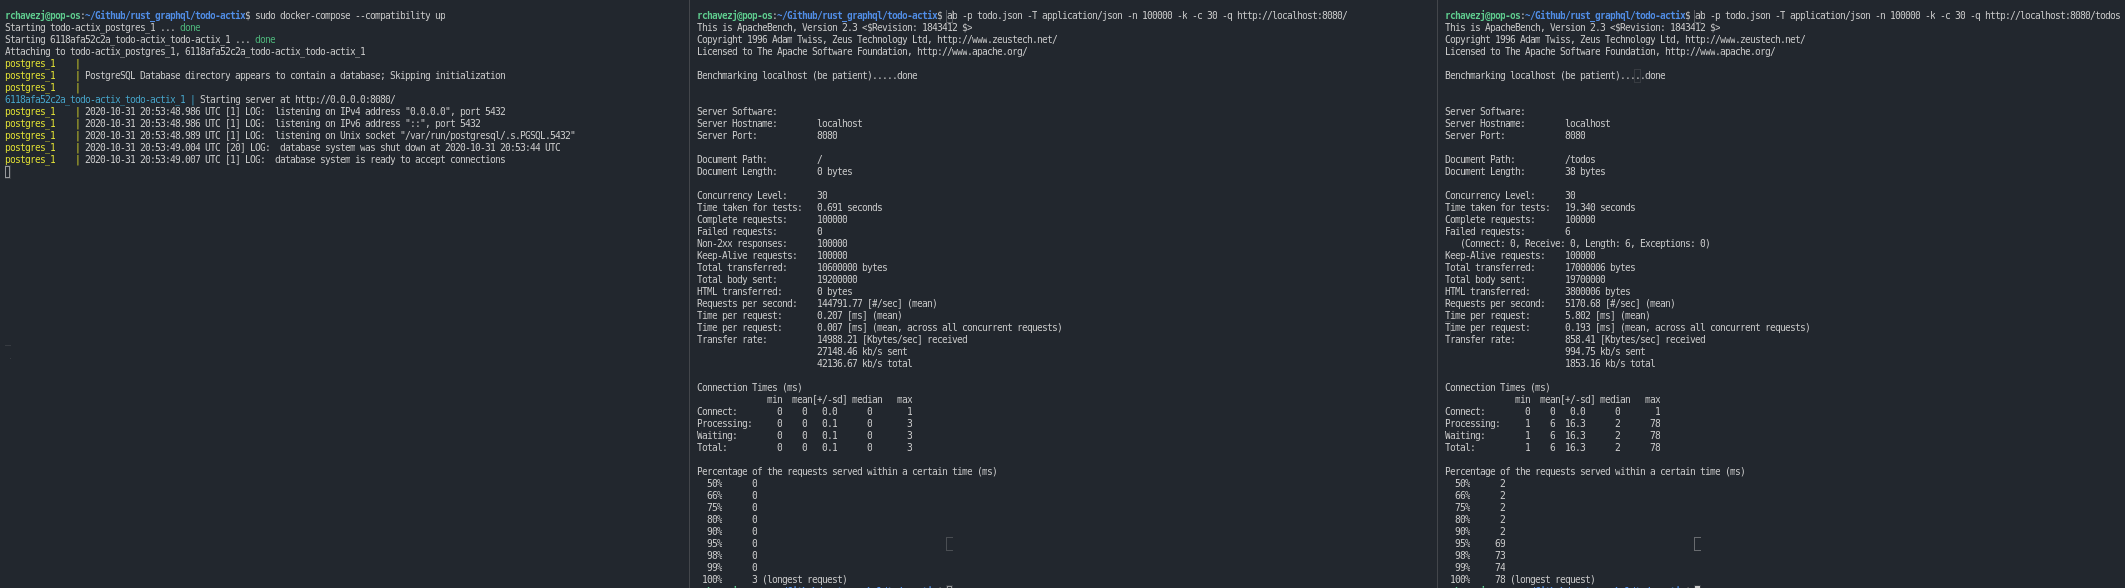 rchavezj@pop-os:~/Github/rust_graphql/todo-actix$ sudo docker-compose --compatibility up
Starting todo-actix_postgres_1 ... done
Starting 6118afa52c2a_todo-actix_todo-actix_1 ... done
Attaching to todo-actix_postgres_1, 6118afa52c2a_todo-actix_todo-actix_1
postgres_1 |
postgres_1 | PostgreSQL Database directory appears to contain a database; Skipping initialization
postgres_1 |
6118afa52c2a_todo-actix_todo-actix_1 | Starting server at http://0.0.0.0:8080/
postgres_1 | 2020-10-31 20:53:48.986 UTC [1] LOG: listening on IPv4 address "0.0.0.0", port 5432
postgres_1 | 2020-10-31 20:53:48.986 UTC [1] LOG: listening on IPv6 address "::", port 5432
postgres_1 | 2020-10-31 20:53:48.989 UTC [1] LOG: listening on Unix socket "/var/run/postgresql/.s.PGSQL.5432"
postgres_1 | 2020-10-31 20:53:49.004 UTC [20] LOG: database system was shut down at 2020-10-31 20:53:44 UTC
postgres_1 | 2020-10-31 20:53:49.007 UTC [1] LOG: database system is ready to accept connections
rchavezj@pop-os:~/Github/rust_graphql/todo-actix$ ab -p todo.json -T application/json -n 100000 -k -c 30 -q http://localhost:8080/
This is ApacheBench, Version 2.3 <$Revision: 1843412 $>
Copyright 1996 Adam Twiss, Zeus Technology Ltd, http://www.zeustech.net/
Licensed to The Apache Software Foundation, http://www.apache.org/
Benchmarking localhost (be patient).....done
Server Software:
Server Hostname: localhost
Server Port: 8080
Document Path: /
Document Length: 0 bytes
Concurrency Level: 30
Time taken for tests: 0.691 seconds
Complete requests: 100000
Failed requests: 0
Non-2xx responses: 100000
Keep-Alive requests: 100000
Total transferred: 10600000 bytes
Total body sent: 19200000
HTML transferred: 0 bytes
Requests per second: 144791.77 [#/sec] (mean)
Time per request: 0.207 [ms] (mean)
Time per request: 0.007 [ms] (mean, across all concurrent requests)
Transfer rate: 14988.21 [Kbytes/sec] received
27148.46 kb/s sent
42136.67 kb/s total
Connection Times (ms)
min mean[+/-sd] median max
Connect: 0 0 0.0 0 1
Processing: 0 0 0.1 0 3
Waiting: 0 0 0.1 0 3
Total: 0 0 0.1 0 3
Percentage of the requests served within a certain time (ms)
50% 0
66% 0
75% 0
80% 0
90% 0
95% 0
98% 0
99% 0
100% 3 (longest request)
rchavezj@pop-os:~/Github/rust_graphql/todo-actix$ ab -p todo.json -T application/json -n 100000 -k -c 30 -q http://localhost:8080/todos
This is ApacheBench, Version 2.3 <$Revision: 1843412 $>
Copyright 1996 Adam Twiss, Zeus Technology Ltd, http://www.zeustech.net/
Licensed to The Apache Software Foundation, http://www.apache.org/
Benchmarking localhost (be patient).....done
Server Software:
Server Hostname: localhost
Server Port: 8080
Document Path: /todos
Document Length: 38 bytes
Concurrency Level: 30
Time taken for tests: 19.340 seconds
Complete requests: 100000
Failed requests: 6
(Connect: 0, Receive: 0, Length: 6, Exceptions: 0)
Keep-Alive requests: 100000
Total transferred: 17000006 bytes
Total body sent: 19700000
HTML transferred: 3800006 bytes
Requests per second: 5170.68 [#/sec] (mean)
Time per request: 5.802 [ms] (mean)
Time per request: 0.193 [ms] (mean, across all concurrent requests)
Transfer rate: 858.41 [Kbytes/sec] received
994.75 kb/s sent
1853.16 kb/s total
Connection Times (ms)
min mean[+/-sd] median max
Connect: 0 0 0.0 0 1
Processing: 1 6 16.3 2 78
Waiting: 1 6 16.3 2 78
Total: 1 6 16.3 2 78
Percentage of the requests served within a certain time (ms)
50% 2
66% 2
75% 2
80% 2
90% 2
95% 69
98% 73
99% 74
100% 78 (longest request)